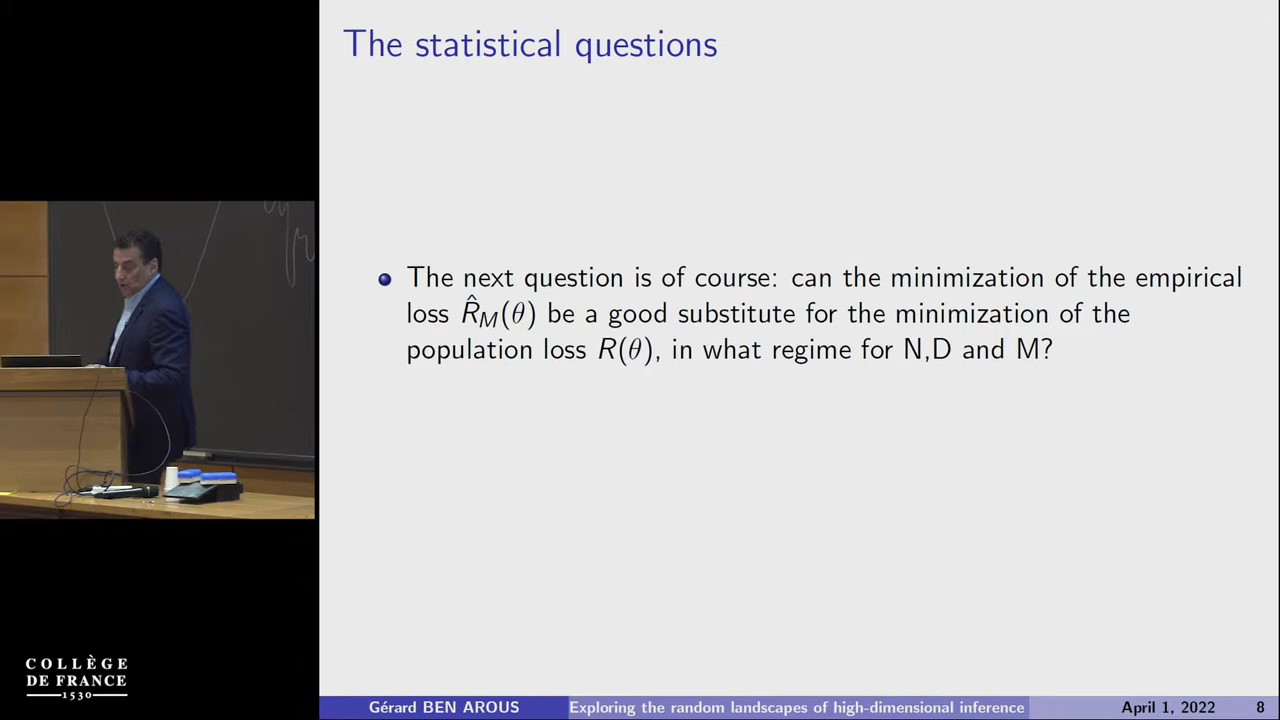 The statistical questions
The next question is of course: can the minimization of the empirical
loss R̂_M(θ) be a good substitute for the minimization of the
population loss R(θ), in what regime for N,D and M?
COLLÈGE
DE FRANCE
1530
Gérard BEN AROUS Exploring the random landscapes of high-dimensional inference April 1, 2022 8